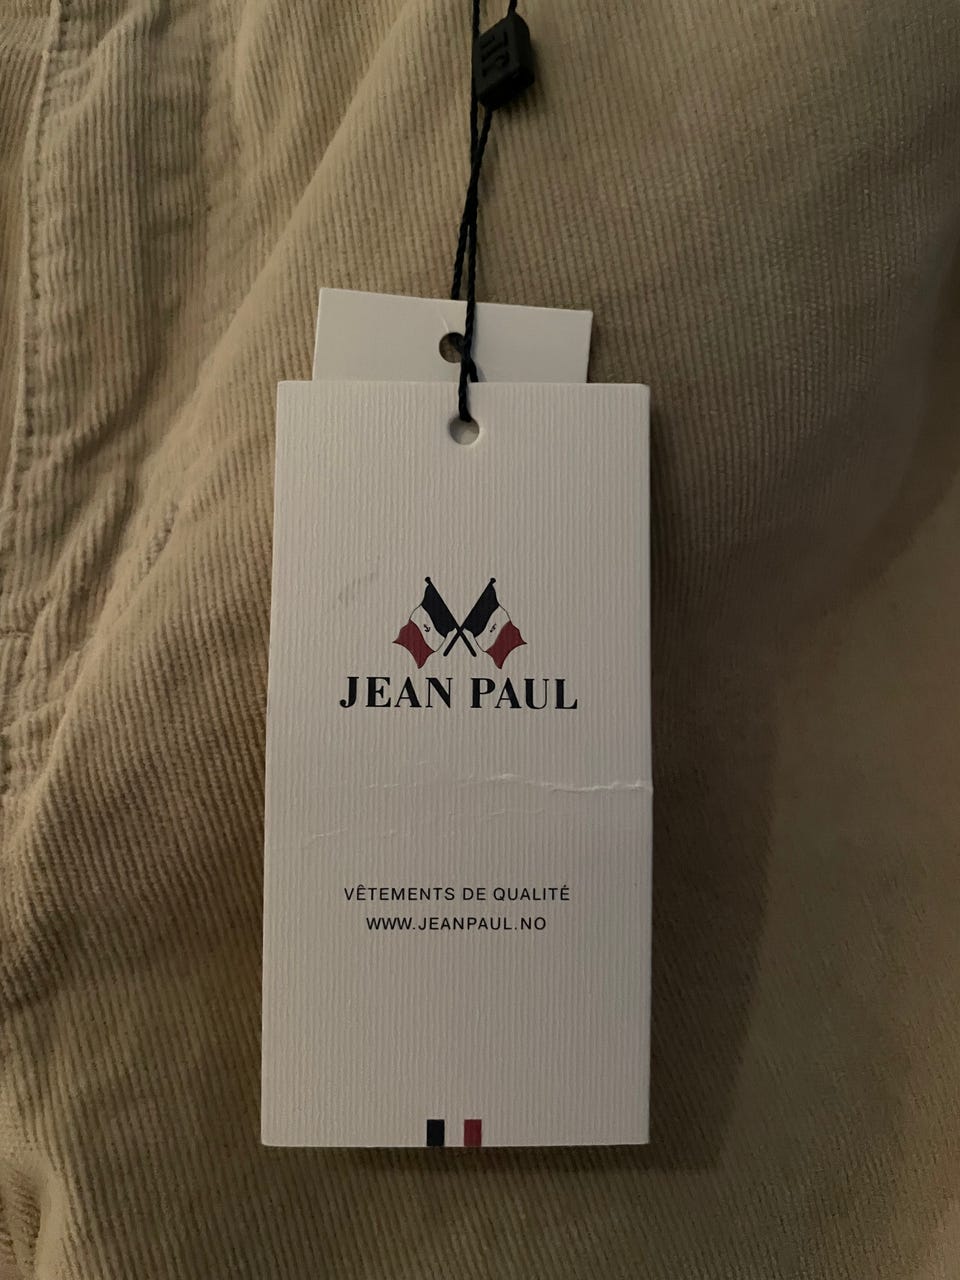 JEAN PAUL
VÊTEMENTS DE QUALITÉ
WWW.JEANPAUL.NO